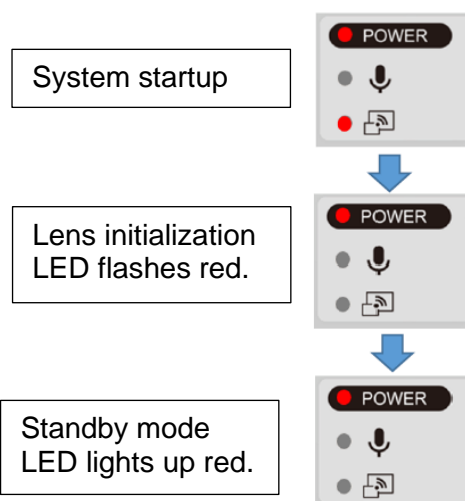 POWER
System startup
POWER
Lens initialization
LED flashes red.
POWER
Standby mode
LED lights up red.